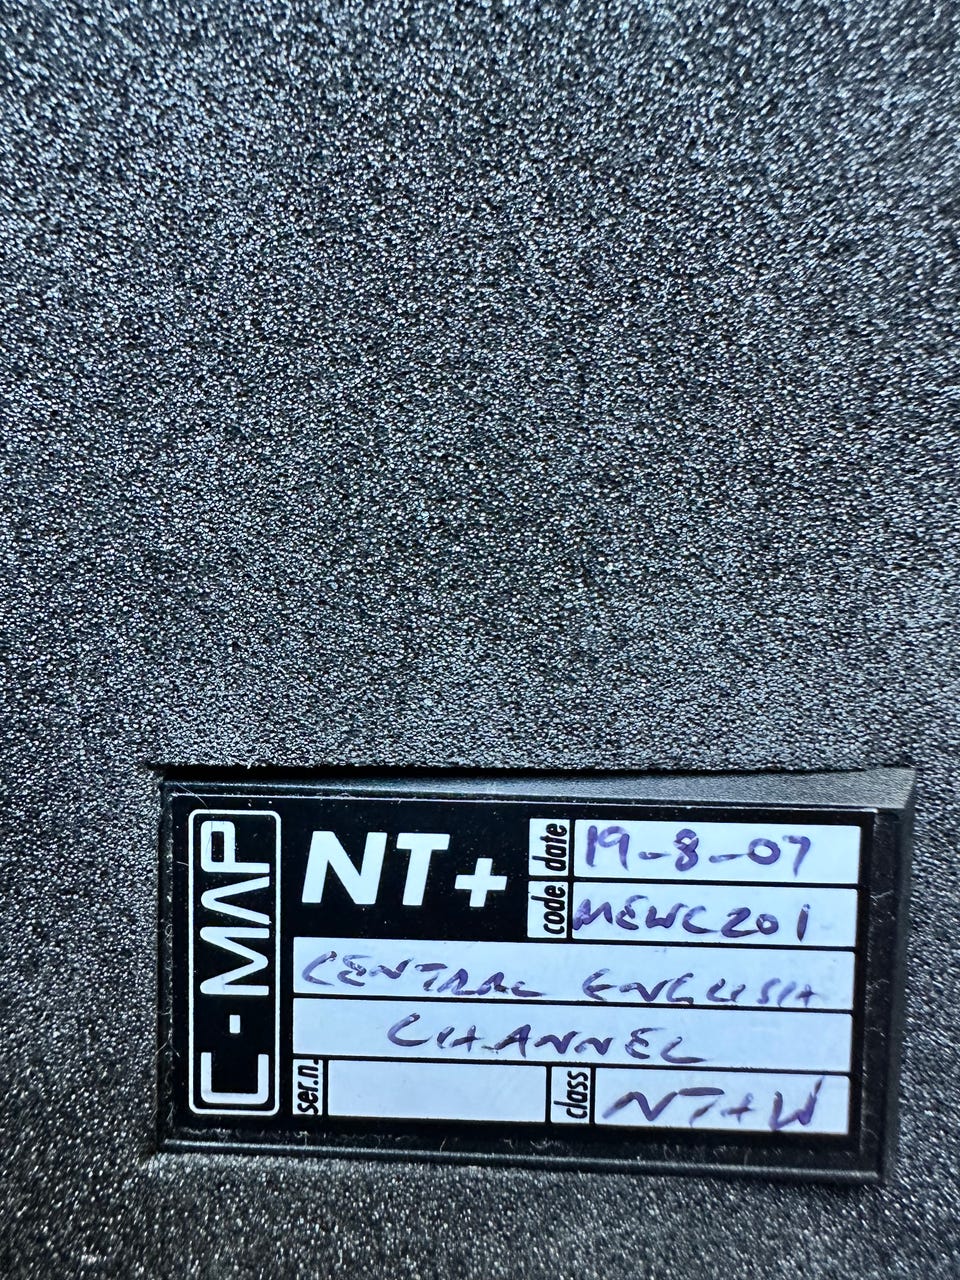 C-MAP
NT+
date 19-8-07
code MEWC201
CENTRAL ENGLISH
CHANNEL
ser.n.
class NT+W